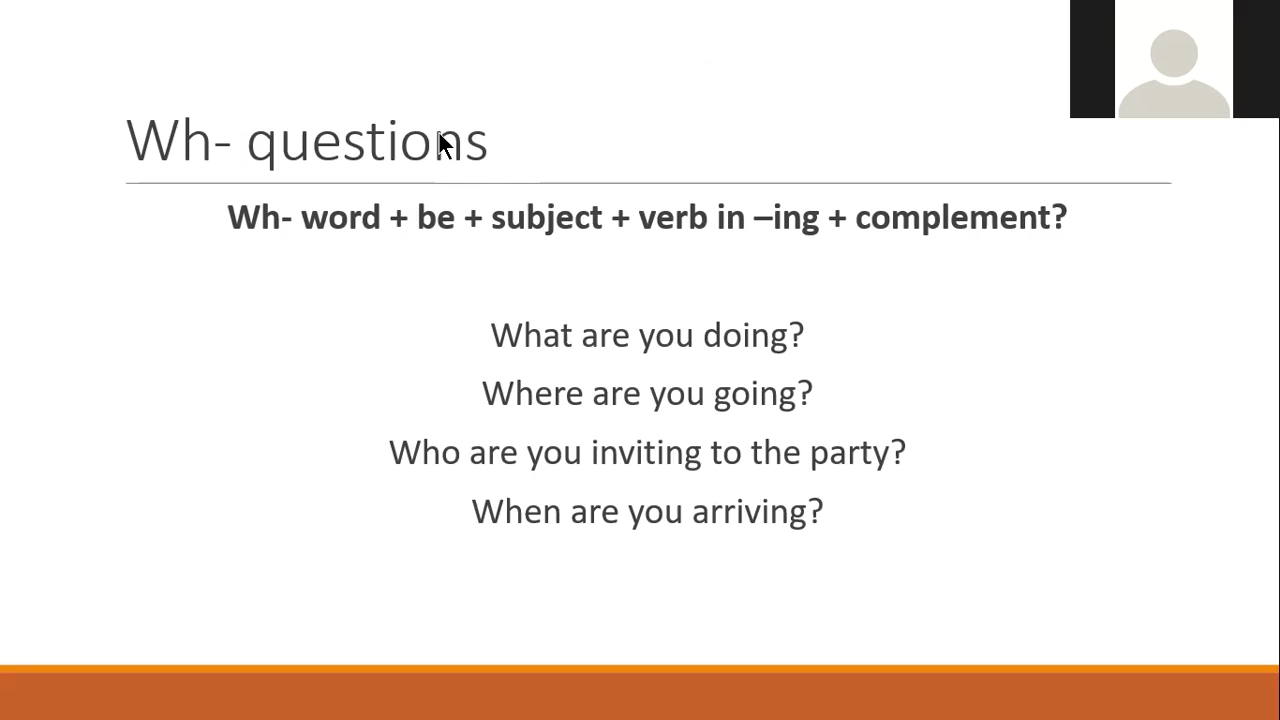 Wh- questions
Wh- word + be + subject + verb in –ing + complement?
What are you doing?
Where are you going?
Who are you inviting to the party?
When are you arriving?